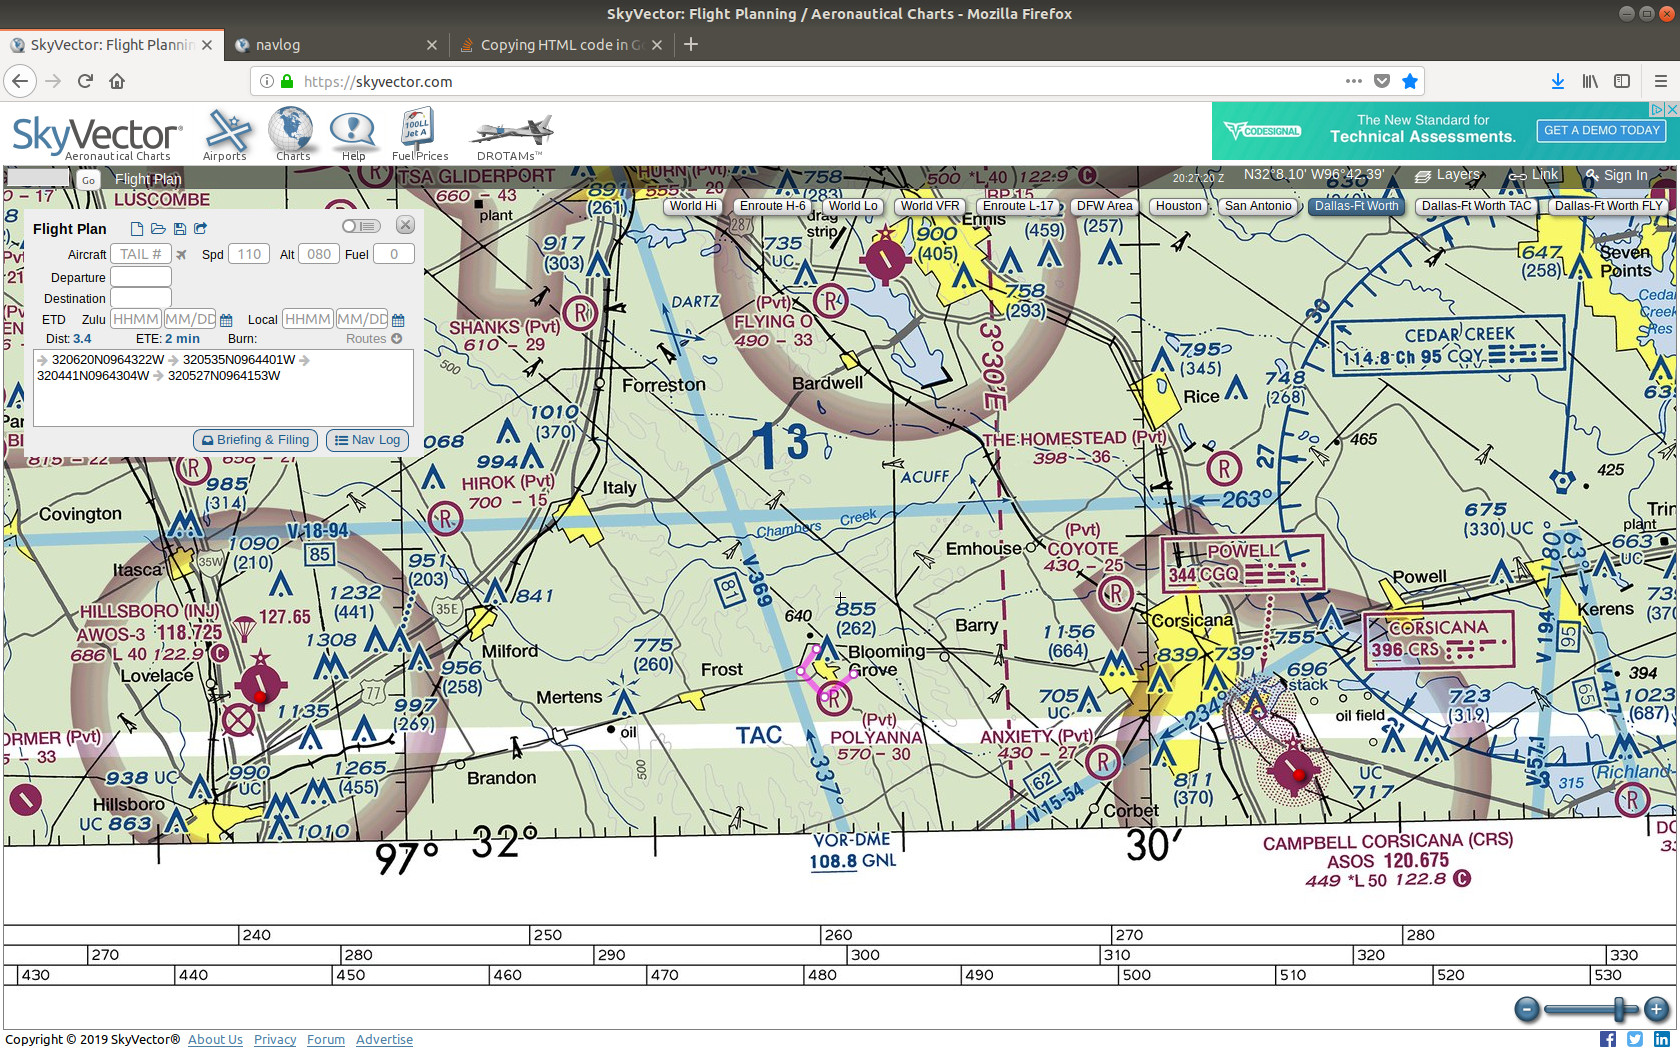 SkyVector: Flight Planning / Aeronautical Charts - Mozilla Firefox
SkyVector: Flight Plannin
navlog
Copying HTML code in G
https://skyvector.com
SkyVector
Aeronautical Charts
Airports
Charts
Help
100LL
Jet A
Fuel Prices
DROTAMs™
CODESIGNAL
The New Standard for
Technical Assessments.
GET A DEMO TODAY
Go
Flight Plan
20:27:20 Z
N32°8.10' W96°42.39'
Layers
Link
Sign In
World Hi
Enroute H-6
World Lo
World VFR
Enroute L-17
DFW Area
Houston
San Antonio
Dallas-Ft Worth
Dallas-Ft Worth TAC
Dallas-Ft Worth FLY
Flight Plan
Aircraft TAIL # Spd 110 Alt 080 Fuel 0
Departure
Destination
ETD Zulu HHMM MM/DD Local HHMM MM/DD
Dist: 3.4 ETE: 2 min Burn: Routes
320620N0964322W 320535N0964401W
320441N0964304W 320527N0964153W
Briefing & Filing
Nav Log
TSA GLIDERPORT
660 - 43
LUSCOMBE
plant
891
(261)
758
(283)
drag
strip
500 *L 40 122.9
Ennis
(459)
(257)
647
(258)
Seven
Points
917
(303)
287
735
UC
900
(405)
758
(293)
DARTZ
SHANKS (Pvt)
610 - 29
(Pvt)
FLYING O
490 - 33
3°30'E
30
CEDAR CREEK
114.8 Ch 95 CQY
500
Forreston
Bardwell
795
(345)
Rice
748
(268)
1010
(370)
13
THE HOMESTEAD (Pvt)
398 - 36
27
465
425
068
994
HIROK (Pvt)
700 - 15
Italy
ACUFF
263°
985
(314)
Covington
V 18-94
85
Chambers Creek
675
(330) UC
plant
663
UC
1090
(210)
35W
Itasca
951
(203)
Emhouse
(Pvt)
COYOTE
430 - 25
POWELL
344 CGQ
Powell
180°
163°
1232
(441)
35E
841
81
V 369
HILLSBORO (INJ)
AWOS-3 118.725
686 L 40 122.9 C
127.65
1308
640
855
(262)
Barry
1156
(664)
Corsicana
755
CORSICANA
396 CRS
Kerens
V 194
95
Lovelace
956
(258)
Milford
775
(260)
Frost
Blooming
Grove
839
739
696
stack
394
77
1135
997
(269)
Mertens
705
UC
234°
oil field
723
(319)
65
V 477
1023
(687)
oil
TAC
(Pvt)
POLYANNA
570 - 30
ANXIETY (Pvt)
430 - 27
938 UC
990
UC
1265
(455)
Brandon
500
337°
62
V 15-54
811
(370)
UC
717
V 571
315
Richland-
Hillsboro
UC 863
1010
Corbet
97°
32°
VOR-DME
108.8 GNL
30'
CAMPBELL CORSICANA (CRS)
ASOS 120.675
449 *L 50 122.8 C
240 250 260 270 280
270 280 290 300 310 320 330
430 440 450 460 470 480 490 500 510 520 530
Copyright © 2019 SkyVector® About Us Privacy Forum Advertise